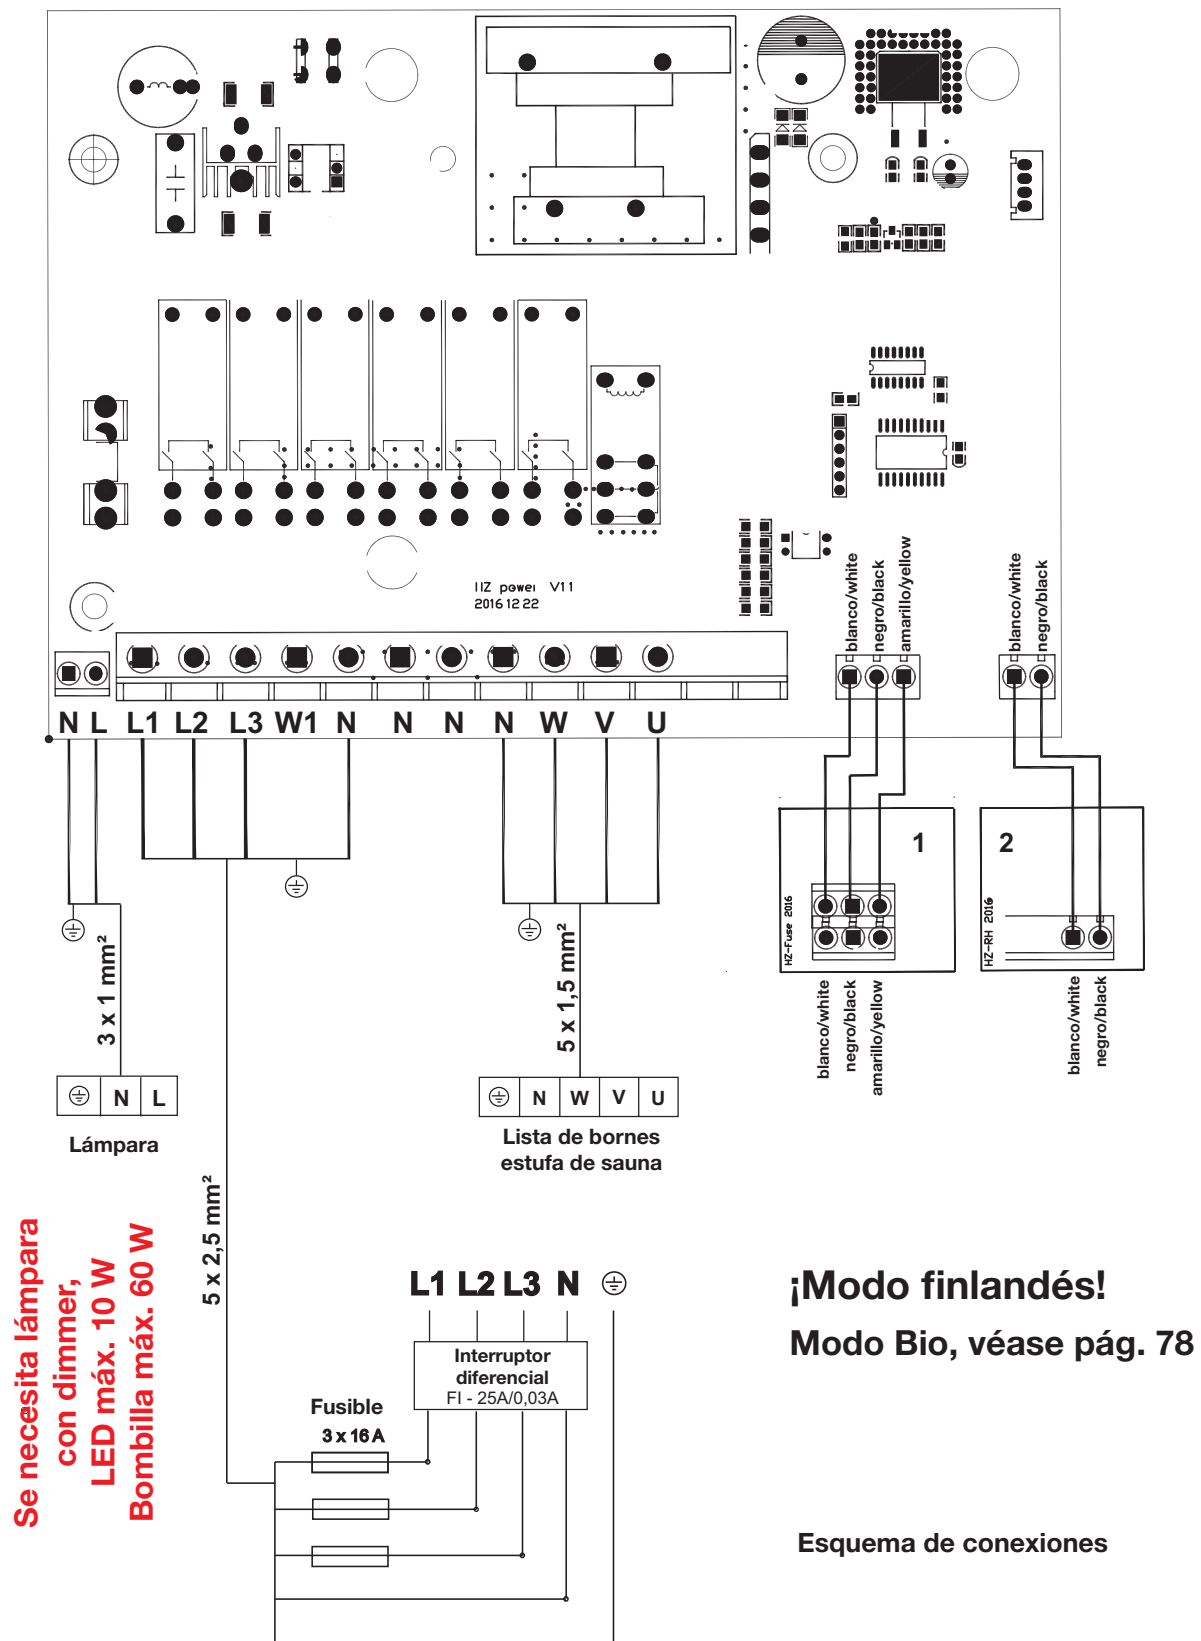 HZ power V11
2016 12 22
blanco/white
negro/black
amarillo/yellow
blanco/white
negro/black
N L L1 L2 L3 W1 N N N N W V U
1
HZ-Fuse 2016
2
HZ-RH 2016
blanco/white
negro/black
amarillo/yellow
blanco/white
negro/black
3 x 1 mm²
5 x 1,5 mm²
N L
Lámpara
N W V U
Lista de bornes
estufa de sauna
5 x 2,5 mm²
Se necesita lámpara
con dimmer,
LED máx. 10 W
Bombilla máx. 60 W
L1 L2 L3 N
Interruptor
diferencial
FI - 25A/0,03A
Fusible
3 x 16 A
¡Modo finlandés!
Modo Bio, véase pág. 78
Esquema de conexiones